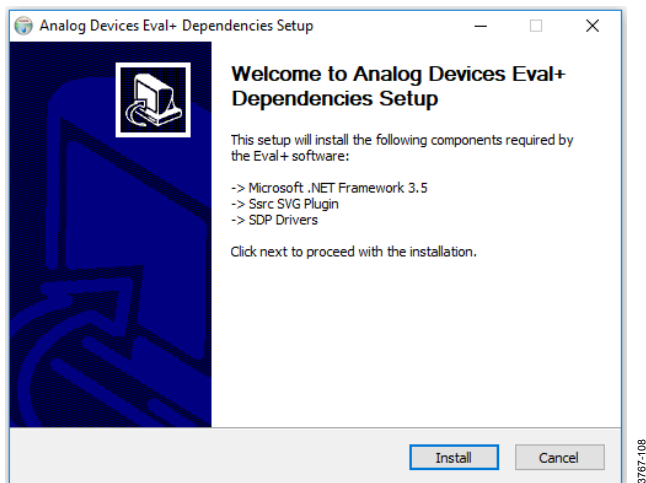 Analog Devices Eval+ Dependencies Setup
Welcome to Analog Devices Eval+
Dependencies Setup
This setup will install the following components required by
the Eval+ software:
-> Microsoft .NET Framework 3.5
-> Ssrc SVG Plugin
-> SDP Drivers
Click next to proceed with the installation.
Install
Cancel
3767-108